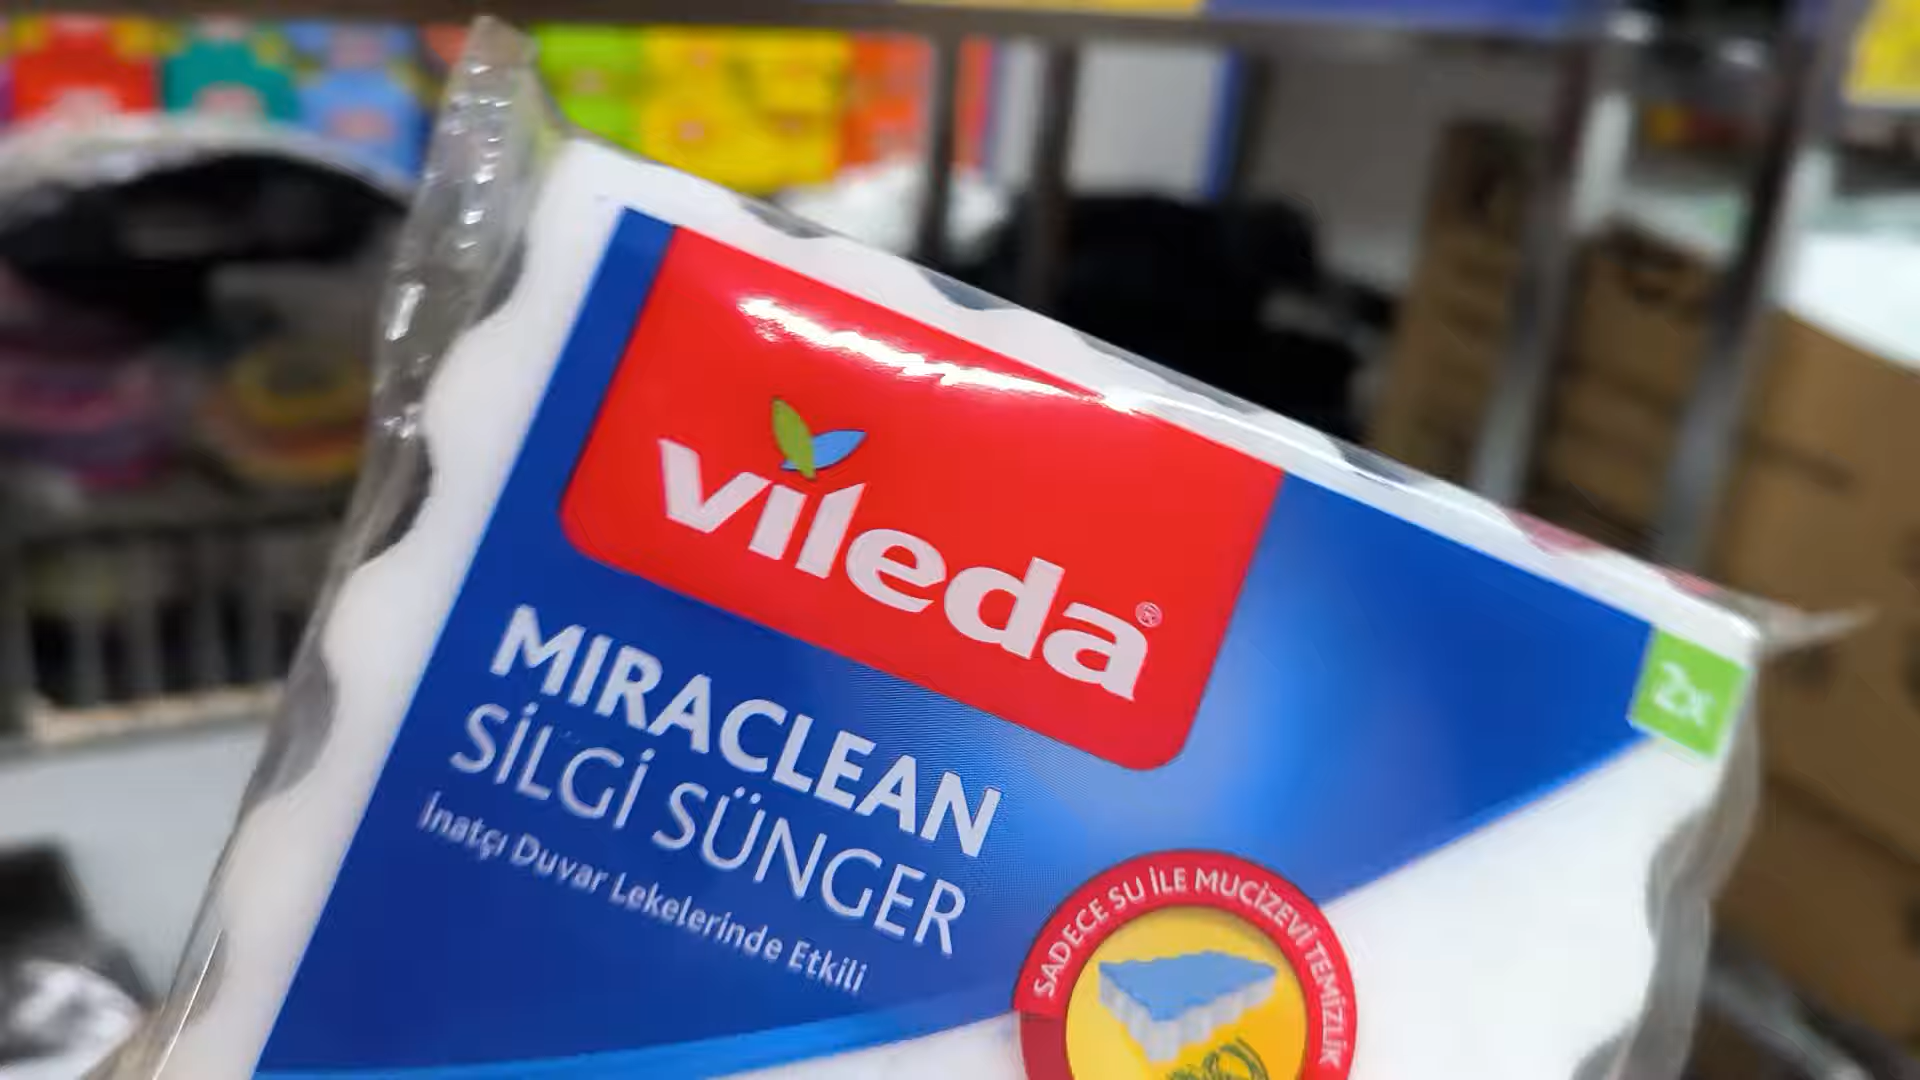 vileda®
2x
MIRACLEAN
SİLGİ SÜNGER
İnatçı Duvar Lekelerinde Etkili
SADECE SU İLE MUCİZEVİ TEMİZLİK